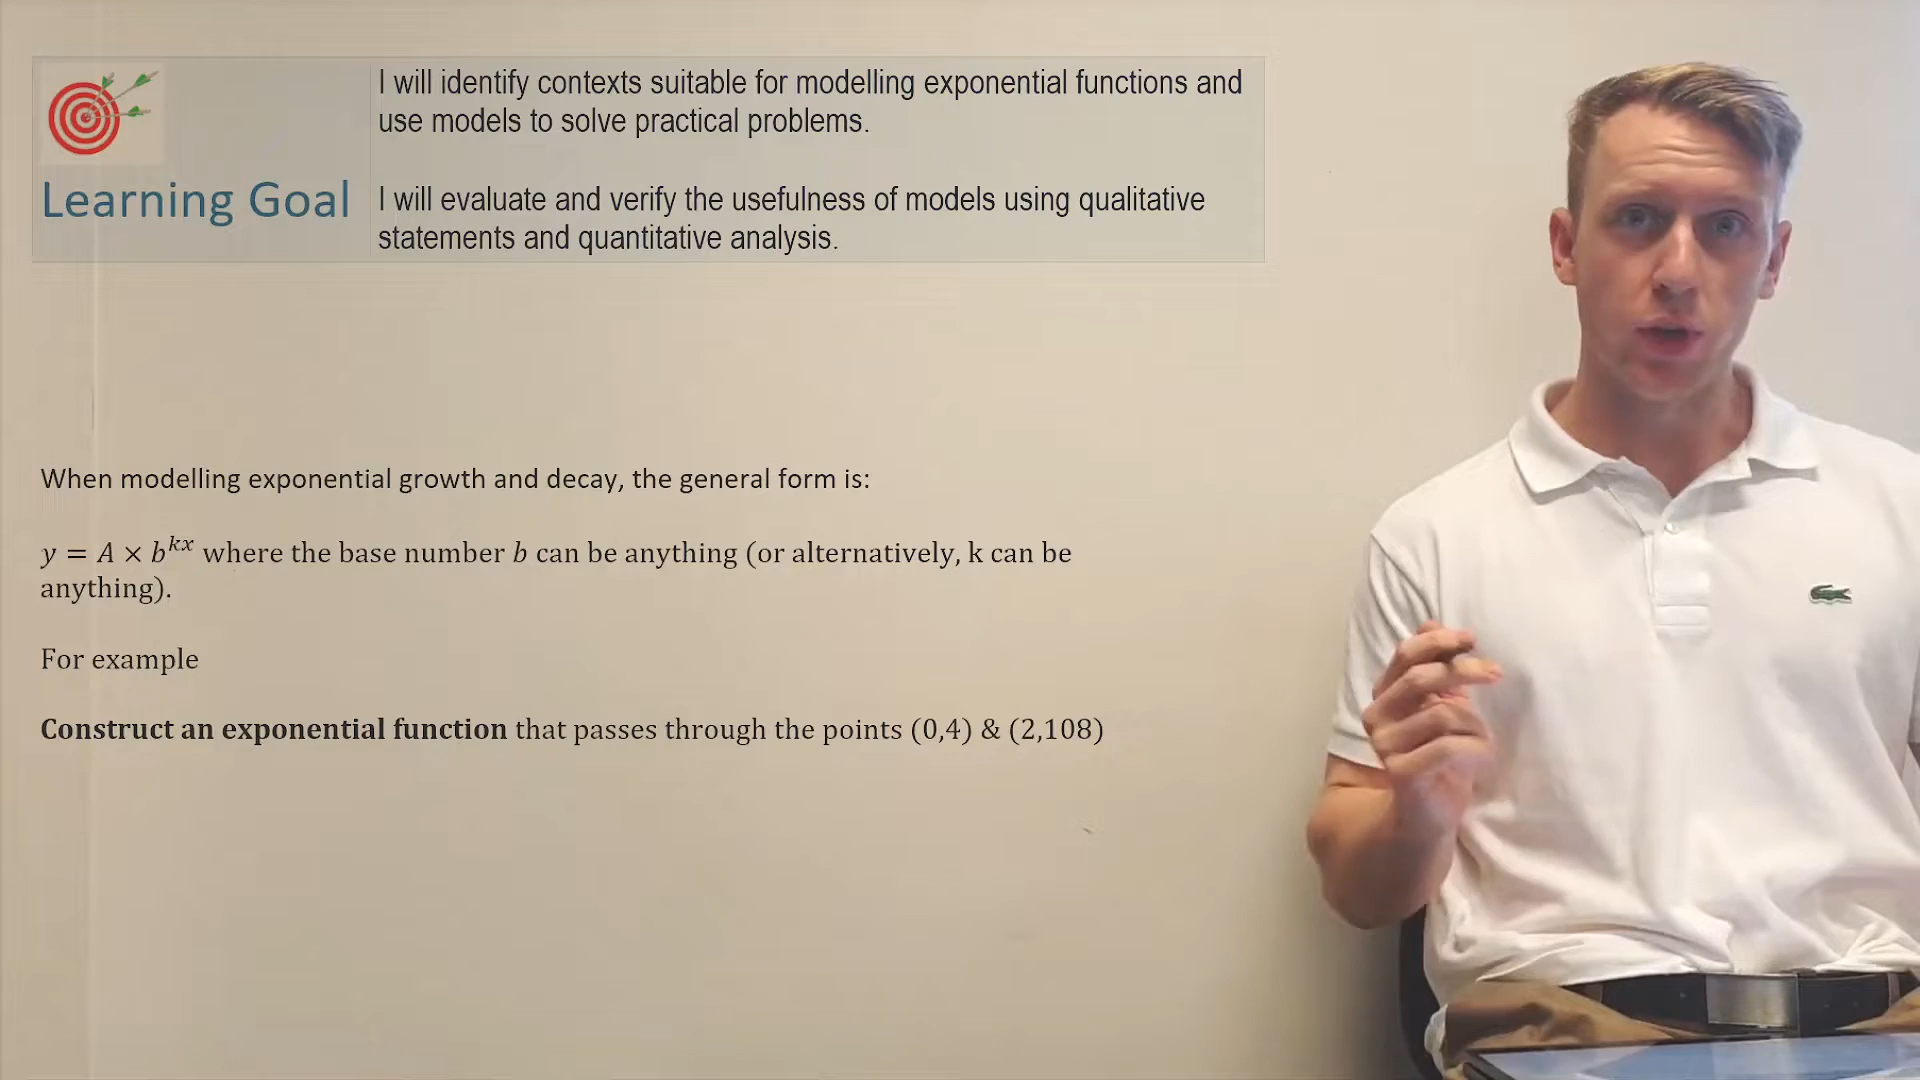 I will identify contexts suitable for modelling exponential functions and
use models to solve practical problems.
Learning Goal
I will evaluate and verify the usefulness of models using qualitative
statements and quantitative analysis.
When modelling exponential growth and decay, the general form is:
y = A × b^{kx} where the base number b can be anything (or alternatively, k can be
anything).
For example
Construct an exponential function that passes through the points (0,4) & (2,108)